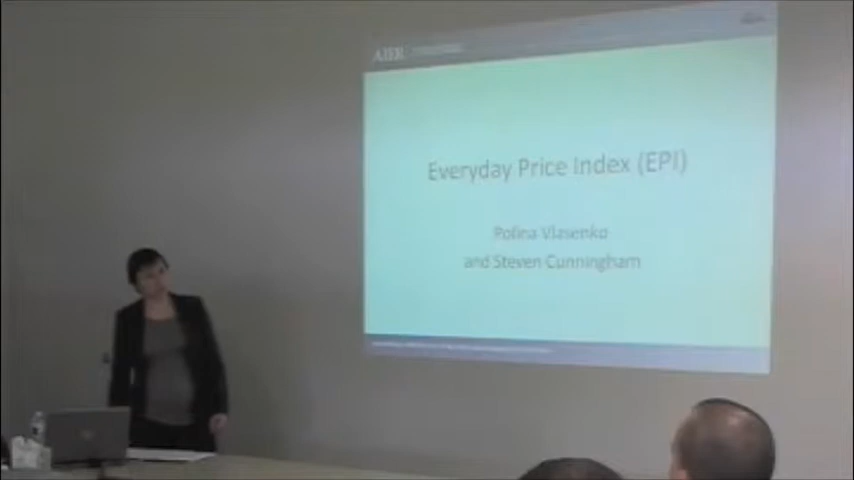 AIER
Everyday Price Index (EPI)
Polina Vlasenko
and Steven Cunningham